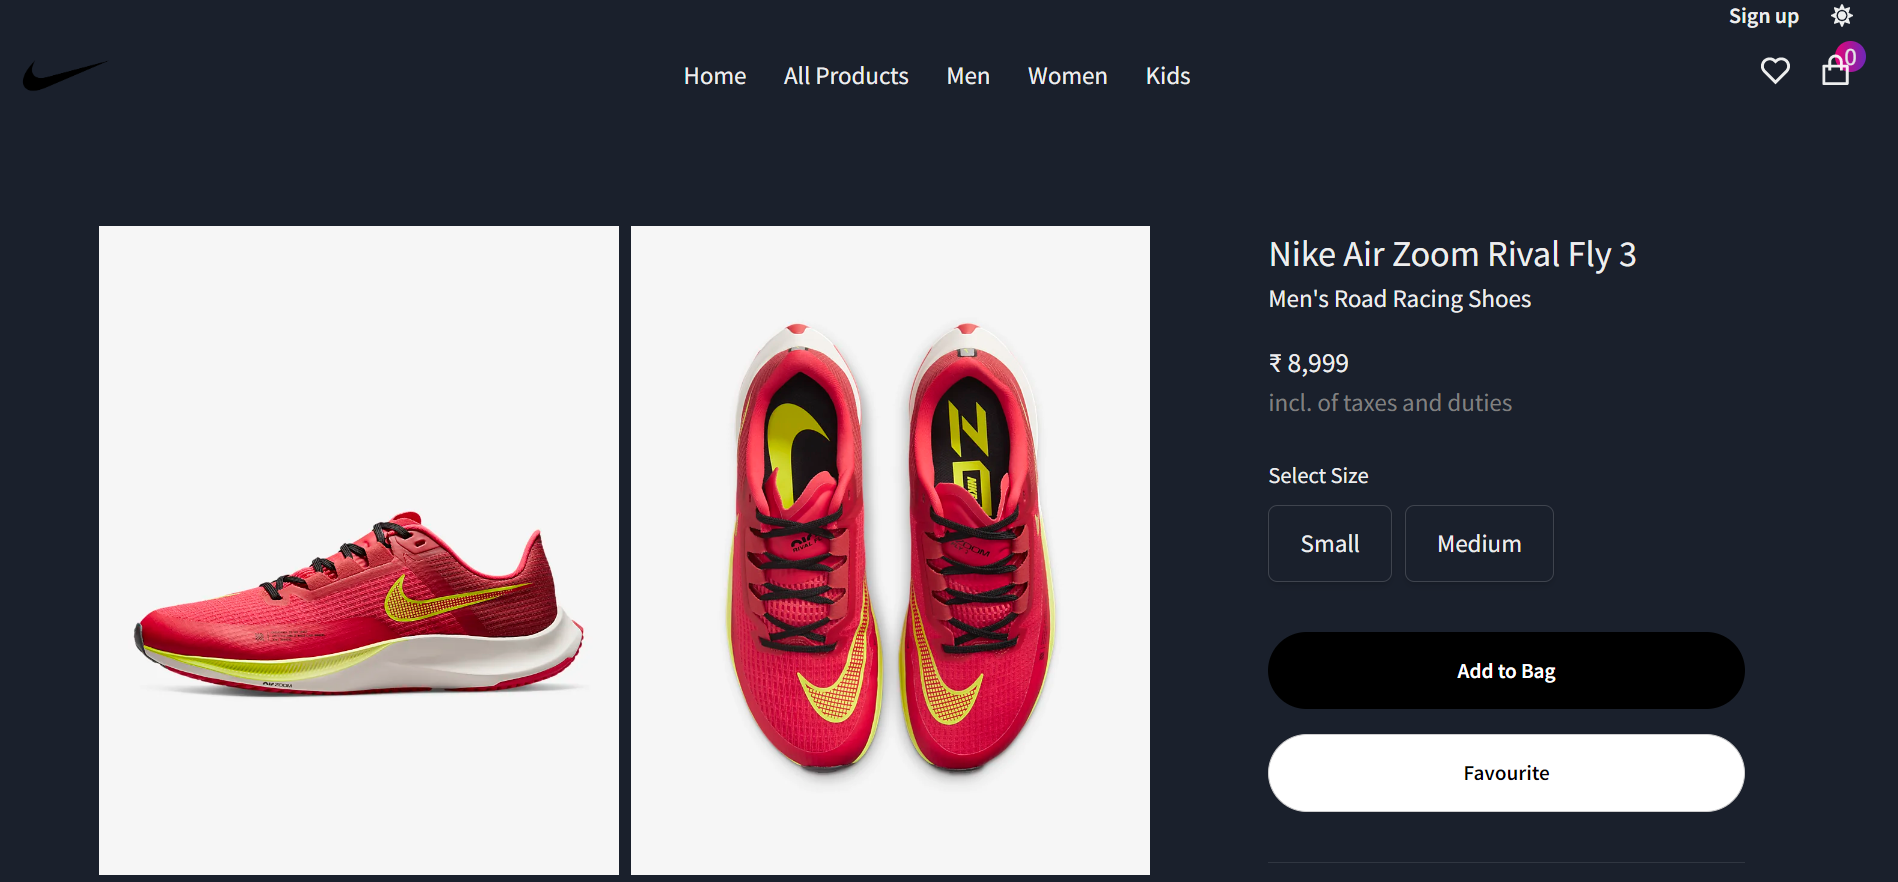 Sign up
0
Home All Products Men Women Kids
Nike Air Zoom Rival Fly 3
Men's Road Racing Shoes
₹ 8,999
incl. of taxes and duties
Select Size
Small Medium
Add to Bag
Favourite